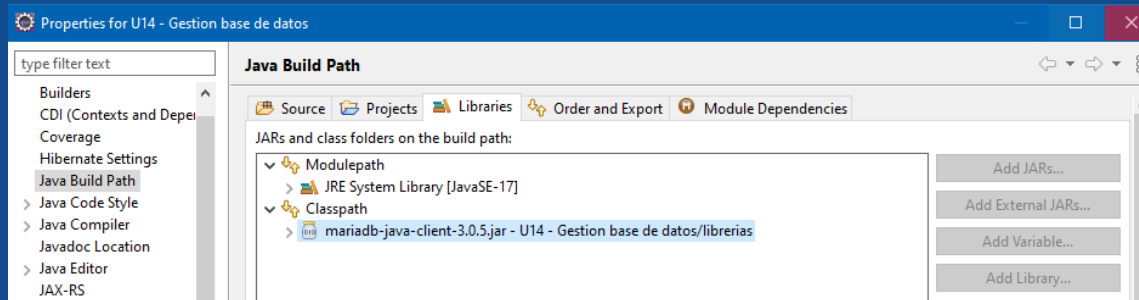 Properties for U14 - Gestion base de datos
type filter text
Builders
CDI (Contexts and Depen
Coverage
Hibernate Settings
Java Build Path
Java Code Style
Java Compiler
Javadoc Location
Java Editor
JAX-RS
Java Build Path
Source
Projects
Libraries
Order and Export
Module Dependencies
JARs and class folders on the build path:
Modulepath
JRE System Library [JavaSE-17]
Classpath
mariadb-java-client-3.0.5.jar - U14 - Gestion base de datos/librerias
Add JARs...
Add External JARs...
Add Variable...
Add Library...